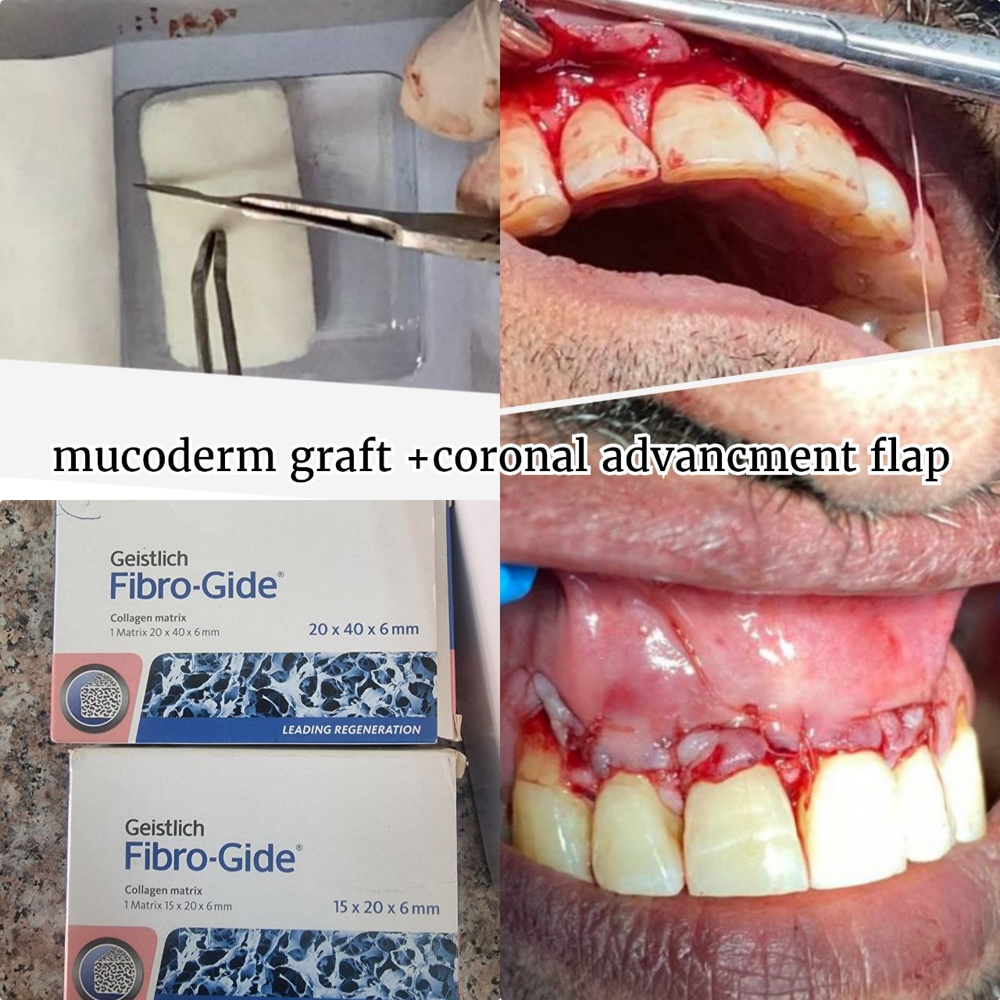 mucoderm graft +coronal advancment flap
Geistlich
Fibro-Gide®
Collagen matrix
1 Matrix 20 x 40 x 6 mm
20 x 40 x 6 mm
LEADING REGENERATION
Geistlich
Fibro-Gide®
Collagen matrix
1 Matrix 15 x 20 x 6 mm
15 x 20 x 6 mm